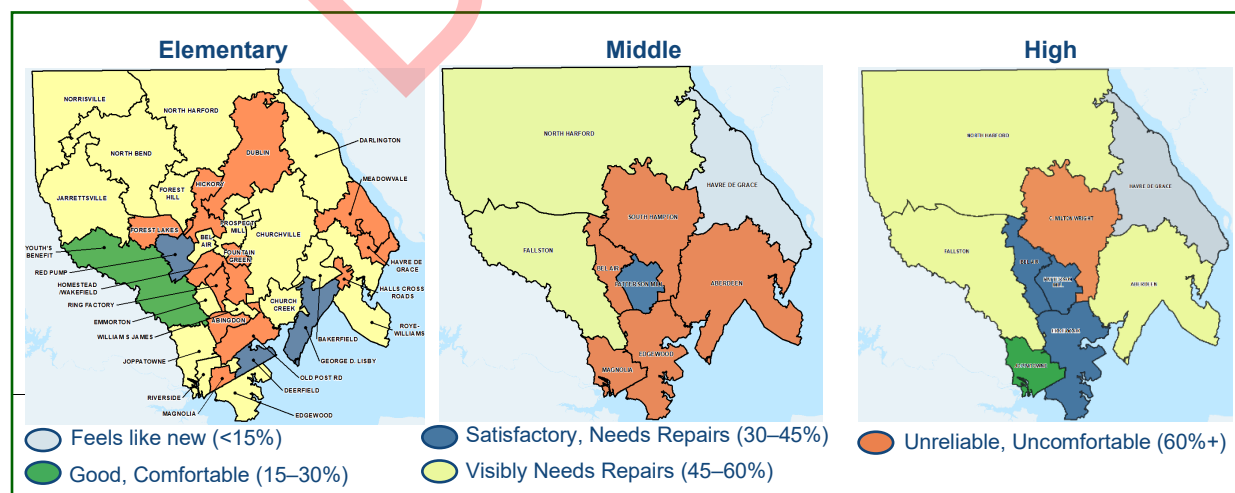 Elementary
Middle
High
NORRISVILLE
NORTH HARFORD
NORTH BEND
DUBLIN
DARLINGTON
HICKORY
MEADOWVALE
JARRETTSVILLE
FOREST
HILL
FOREST LAKES
PROSPECT
MILL
CHURCHVILLE
BEL
AIR
YOUTH'S
BENEFIT
FOUNTAIN
GREEN
RED PUMP
HAVRE DE
GRACE
HOMESTEAD
/WAKEFIELD
HALLS CROSS
ROADS
RING FACTORY
CHURCH
CREEK
EMMORTON
ABINGDON
ROYE-
WILLIAMS
WILLIAM S JAMES
BAKERFIELD
JOPPATOWNE
GEORGE D. LISBY
OLD POST RD
DEERFIELD
RIVERSIDE
MAGNOLIA
EDGEWOOD
NORTH HARFORD
HAVRE DE GRACE
SOUTH HAMPTON
FALLSTON
BEL AIR
PATTERSON MILL
ABERDEEN
EDGEWOOD
MAGNOLIA
NORTH HARFORD
HAVRE DE GRACE
FALLSTON
ABERDEEN
Feels like new (<15%)
Satisfactory, Needs Repairs (30–45%)
Unreliable, Uncomfortable (60%+)
Good, Comfortable (15–30%)
Visibly Needs Repairs (45–60%)